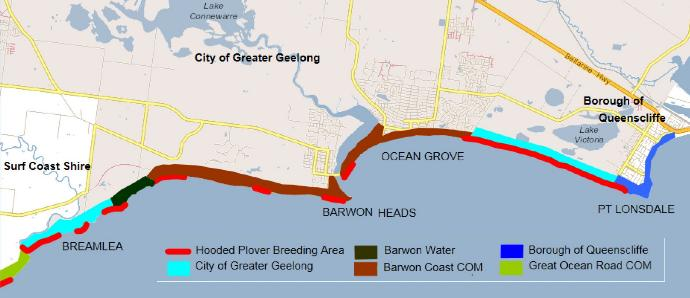 Lake
Connewarre
City of Greater Geelong
Bellarine Hwy
Borough of
Queenscliffe
Lake
Victoria
OCEAN GROVE
Surf Coast Shire
PT LONSDALE
BARWON HEADS
BREAMLEA
Hooded Plover Breeding Area
Barwon Water
Borough of Queenscliffe
City of Greater Geelong
Barwon Coast COM
Great Ocean Road COM